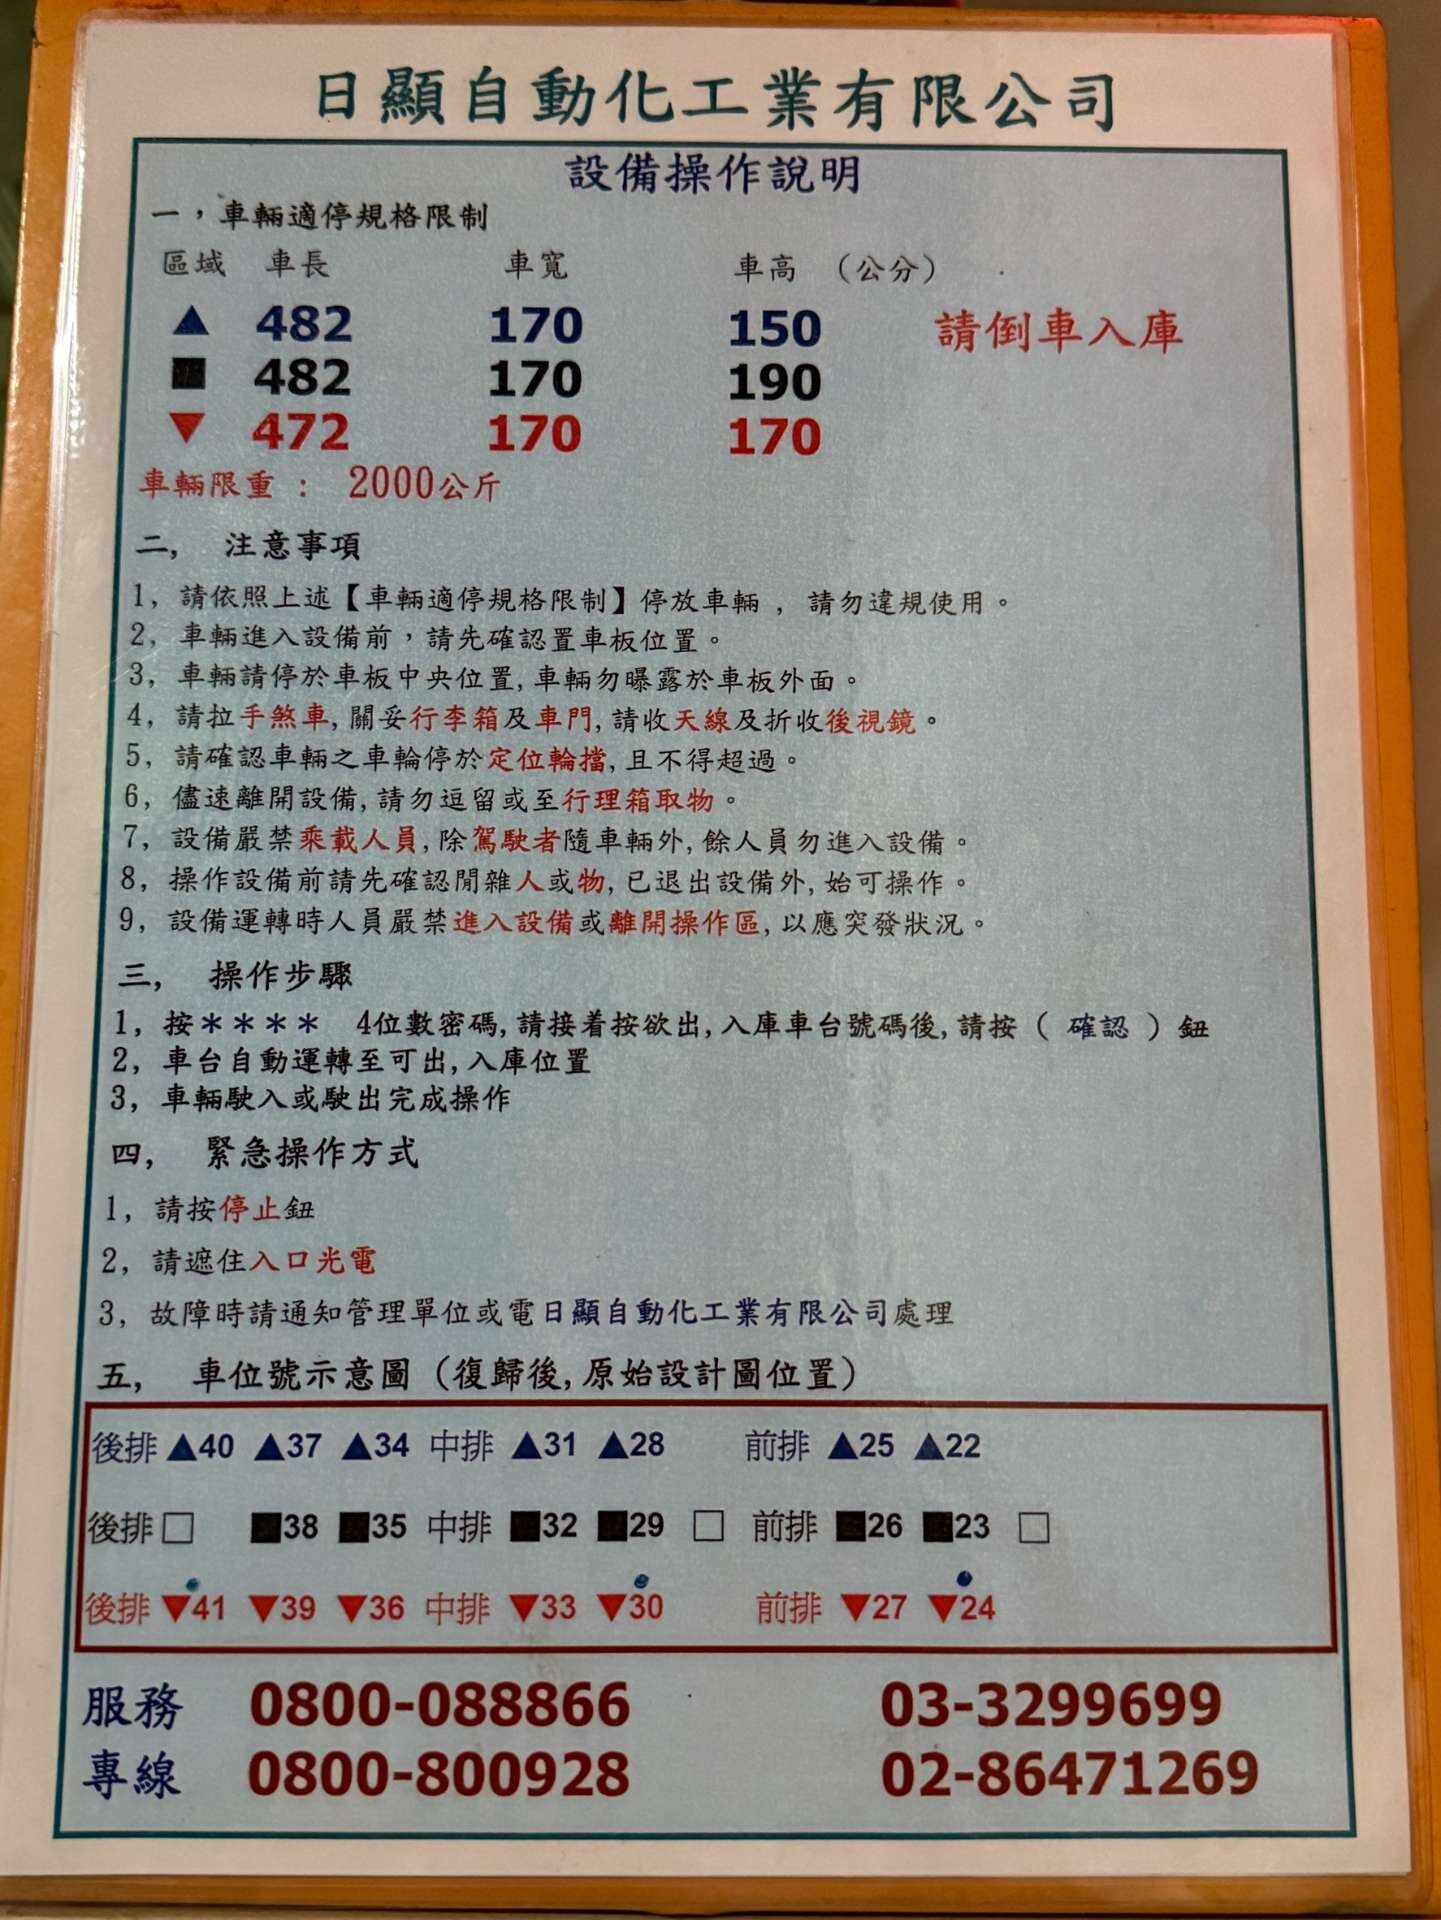 日顯自動化工業有限公司
設備操作說明
一，車輛適停規格限制
區域 車長 車寬 車高 （公分）
▲ 482 170 150 請倒車入庫
■ 482 170 190
▼ 472 170 170
車輛限重： 2000公斤
二, 注意事項
1, 請依照上述【車輛適停規格限制】停放車輛 , 請勿違規使用。
2, 車輛進入設備前，請先確認置車板位置。
3, 車輛請停於車板中央位置,車輛勿曝露於車板外面。
4, 請拉手煞車,關妥行李箱及車門,請收天線及折收後視鏡。
5, 請確認車輛之車輪停於定位輪擋,且不得超過。
6, 儘速離開設備,請勿逗留或至行理箱取物。
7, 設備嚴禁乘載人員,除駕駛者隨車輛外,餘人員勿進入設備。
8, 操作設備前請先確認閒雜人或物,已退出設備外,始可操作。
9, 設備運轉時人員嚴禁進入設備或離開操作區,以應突發狀況。
三, 操作步驟
1, 按＊＊＊＊ 4位數密碼,請接着按欲出,入庫車台號碼後,請按（ 確認 ）鈕
2, 車台自動運轉至可出,入庫位置
3, 車輛駛入或駛出完成操作
四, 緊急操作方式
1, 請按停止鈕
2, 請遮住入口光電
3, 故障時請通知管理單位或電日顯自動化工業有限公司處理
五, 車位號示意圖（復歸後,原始設計圖位置）
後排 ▲40 ▲37 ▲34 中排 ▲31 ▲28 前排 ▲25 ▲22
後排 □ ■38 ■35 中排 ■32 ■29 □ 前排 ■26 ■23 □
後排 ▼41 ▼39 ▼36 中排 ▼33 ▼30 前排 ▼27 ▼24
服務 0800-088866 03-3299699
專線 0800-800928 02-86471269